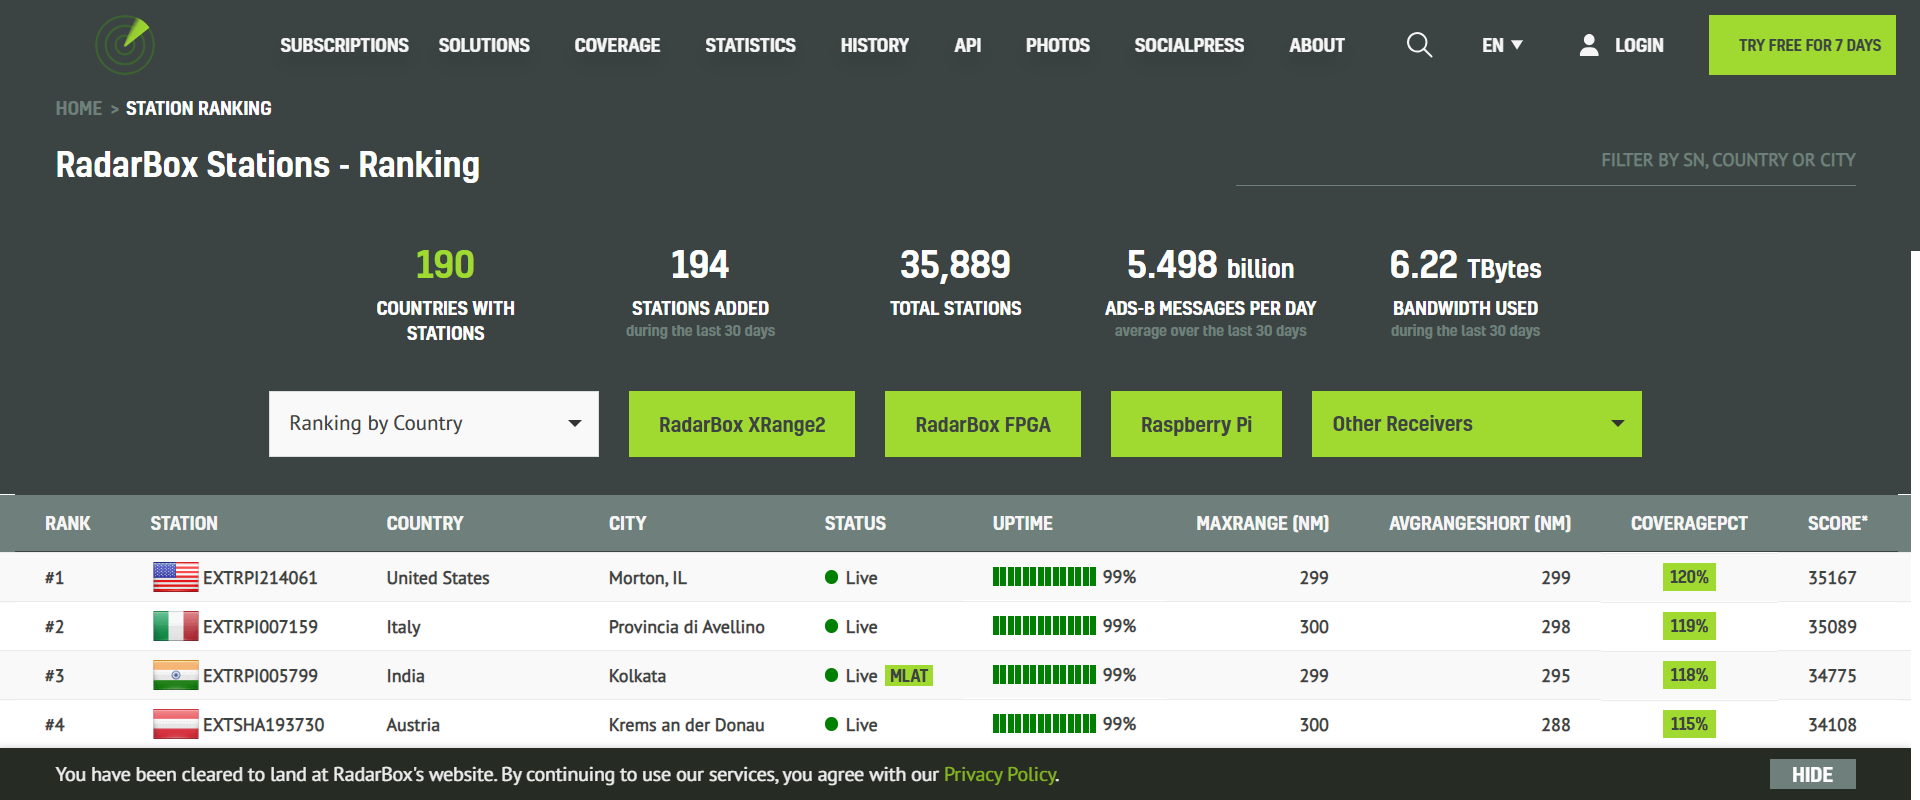 SUBSCRIPTIONS SOLUTIONS COVERAGE STATISTICS HISTORY API PHOTOS SOCIALPRESS ABOUT EN LOGIN TRY FREE FOR 7 DAYS
HOME > STATION RANKING
RadarBox Stations - Ranking
FILTER BY SN, COUNTRY OR CITY
190 194 35,889 5.498 billion 6.22 TBytes
COUNTRIES WITH STATIONS ADDED TOTAL STATIONS ADS-B MESSAGES PER DAY BANDWIDTH USED
STATIONS during the last 30 days average over the last 30 days during the last 30 days
Ranking by Country RadarBox XRange2 RadarBox FPGA Raspberry Pi Other Receivers
RANK STATION COUNTRY CITY STATUS UPTIME MAXRANGE (NM) AVGRANGESHORT (NM) COVERAGEPCT SCORE*
#1 EXTRPI214061 United States Morton, IL Live 99% 299 299 120% 35167
#2 EXTRPI007159 Italy Provincia di Avellino Live 99% 300 298 119% 35089
#3 EXTRPI005799 India Kolkata Live MLAT 99% 299 295 118% 34775
#4 EXTSHA193730 Austria Krems an der Donau Live 99% 300 288 115% 34108
You have been cleared to land at RadarBox's website. By continuing to use our services, you agree with our Privacy Policy. HIDE